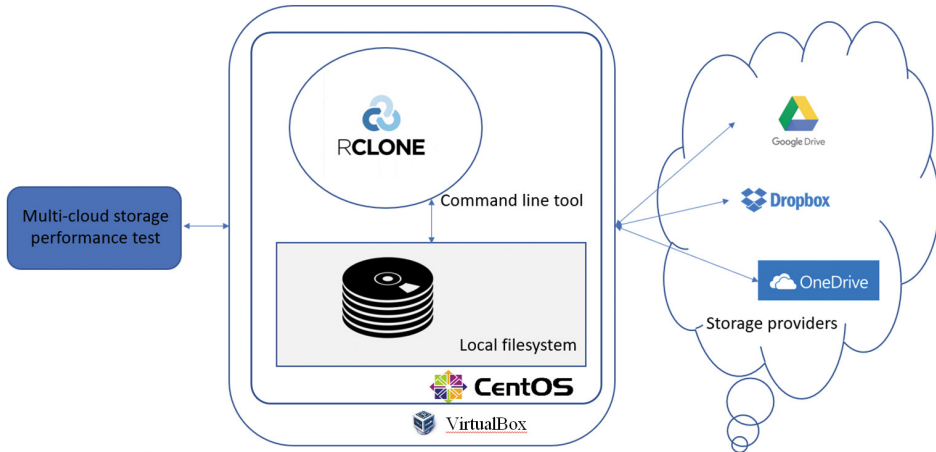 RCLONE
Command line tool
Multi-cloud storage
performance test
Local filesystem
CentOS
VirtualBox
Google Drive
Dropbox
OneDrive
Storage providers